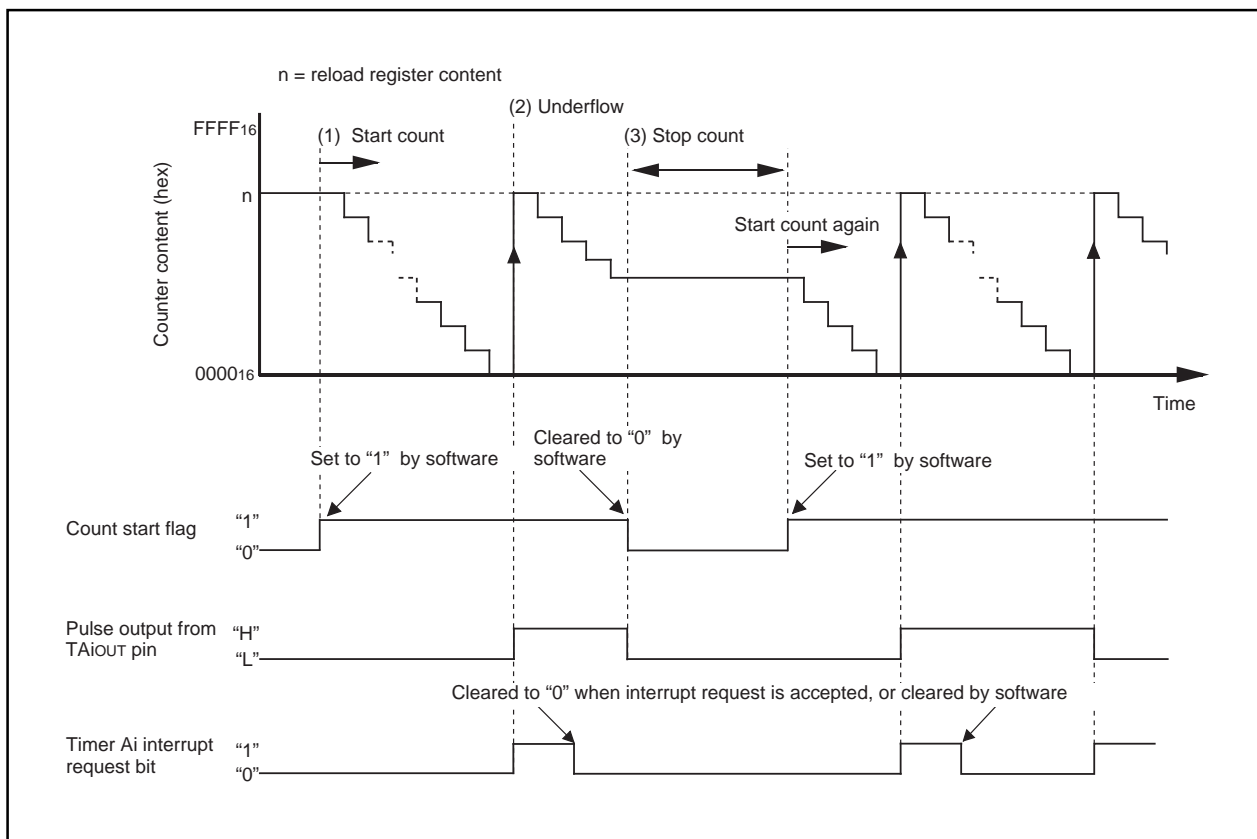 n = reload register content
(2) Underflow
FFFF16
(1) Start count
(3) Stop count
Counter content (hex)
n
Start count again
000016
Time
Cleared to “0” by
software
Set to “1” by software
Set to “1” by software
Count start flag
“1”
“0”
Pulse output from
TAiOUT pin
“H”
“L”
Cleared to “0” when interrupt request is accepted, or cleared by software
Timer Ai interrupt
request bit
“1”
“0”